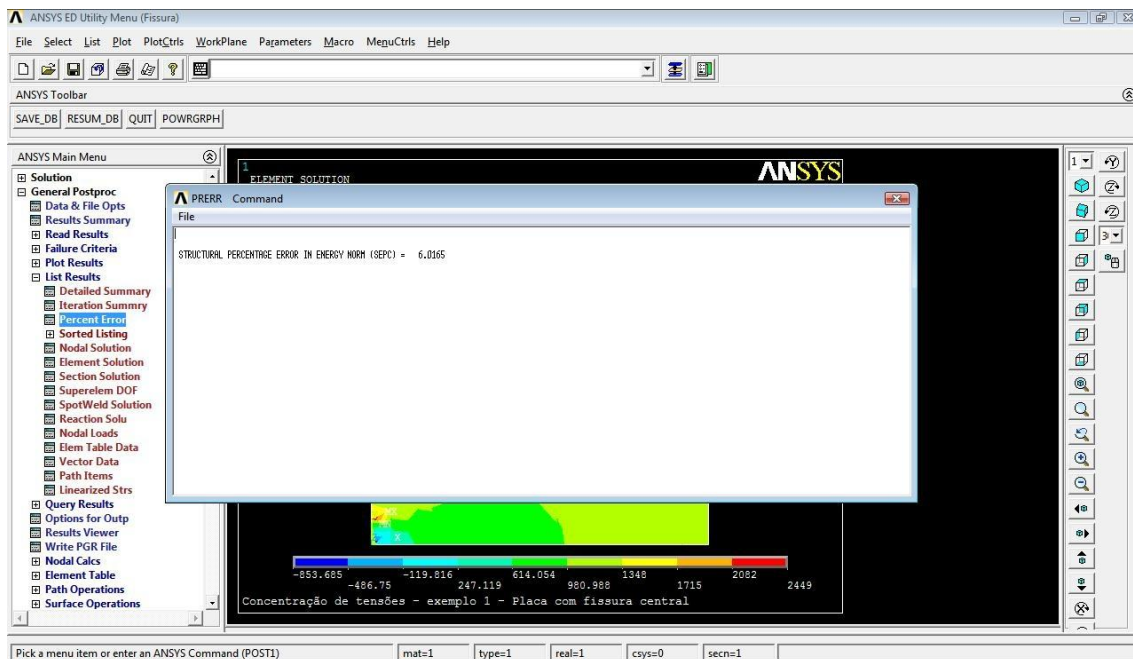 ANSYS ED Utility Menu (Fissura)
File Select List Plot PlotCtrls WorkPlane Parameters Macro MenuCtrls Help
ANSYS Toolbar
SAVE_DB RESUM_DB QUIT POWRGRPH
ANSYS Main Menu
Solution
General Postproc
Data & File Opts
Results Summary
Read Results
Failure Criteria
Plot Results
List Results
Detailed Summary
Iteration Summry
Percent Error
Sorted Listing
Nodal Solution
Element Solution
Section Solution
Superelem DOF
SpotWeld Solution
Reaction Solu
Nodal Loads
Elem Table Data
Vector Data
Path Items
Linearized Strs
Query Results
Options for Outp
Results Viewer
Write PGR File
Nodal Calcs
Element Table
Path Operations
Surface Operations
1
ELEMENT SOLUTION
ANSYS
PRERR Command
File
STRUCTURAL PERCENTAGE ERROR IN ENERGY NORM (SEPC) = 6.0165
MX
X
-853.685 -119.816 614.054 1348 2082
-486.75 247.119 980.988 1715 2449
Concentração de tensões - exemplo 1 - Placa com fissura central
1
Pick a menu item or enter an ANSYS Command (POST1) mat=1 type=1 real=1 csys=0 secn=1